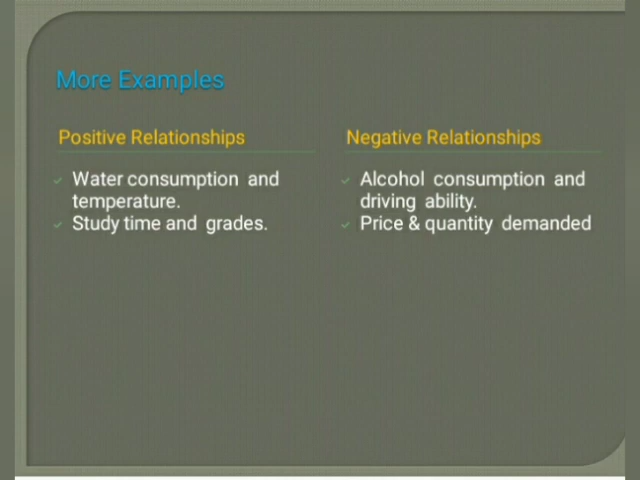 More Examples
Positive Relationships
Water consumption and
temperature.
Study time and grades.
Negative Relationships
Alcohol consumption and
driving ability.
Price & quantity demanded